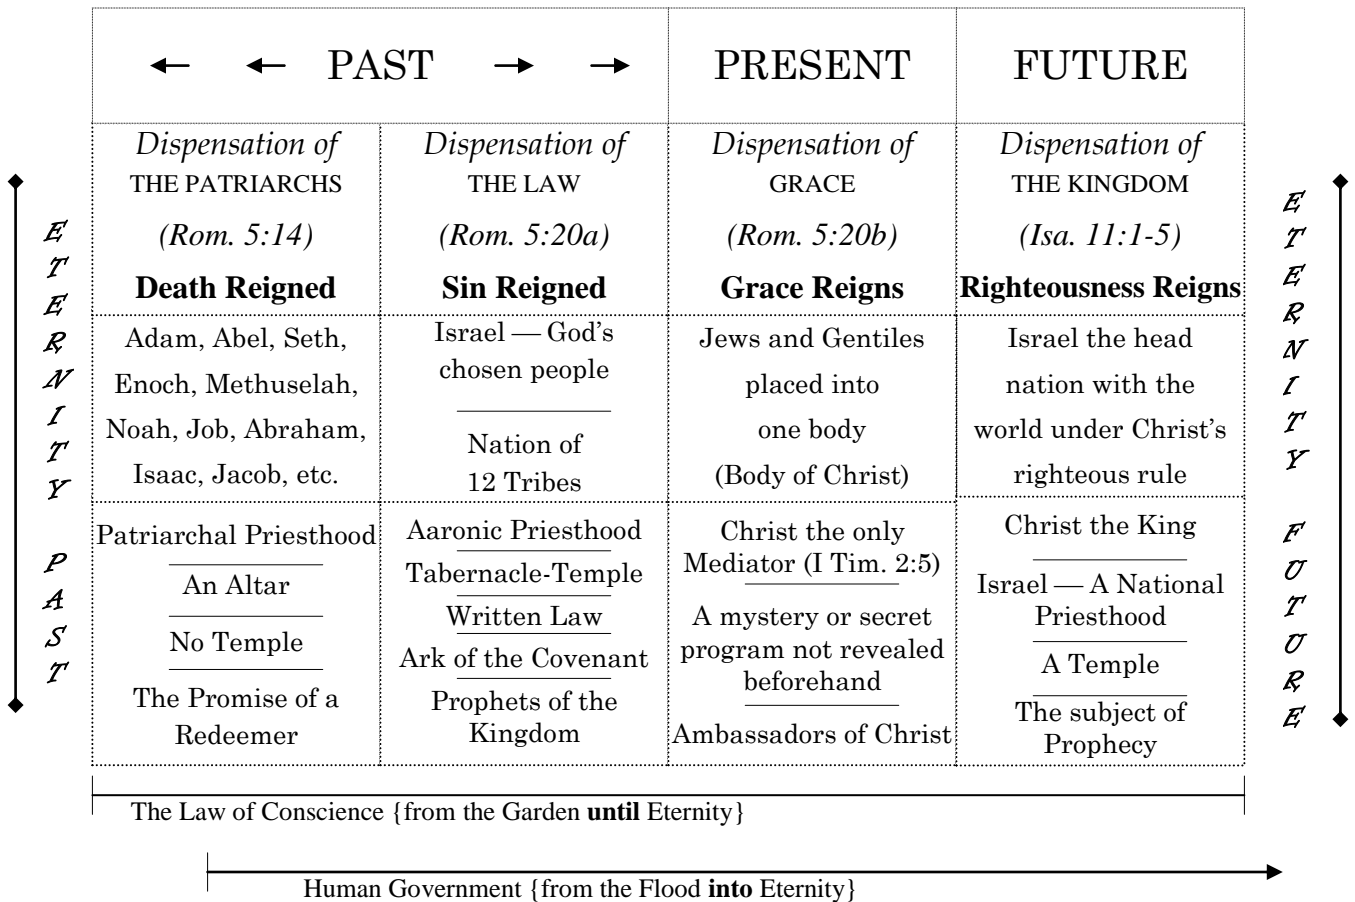 ← ← PAST → →
PRESENT
FUTURE
ETERNITY PAST
Dispensation of
THE PATRIARCHS
(Rom. 5:14)
Death Reigned
Adam, Abel, Seth,
Enoch, Methuselah,
Noah, Job, Abraham,
Isaac, Jacob, etc.
Patriarchal Priesthood
An Altar
No Temple
The Promise of a
Redeemer
Dispensation of
THE LAW
(Rom. 5:20a)
Sin Reigned
Israel — God's
chosen people
Nation of
12 Tribes
Aaronic Priesthood
Tabernacle-Temple
Written Law
Ark of the Covenant
Prophets of the
Kingdom
Dispensation of
GRACE
(Rom. 5:20b)
Grace Reigns
Jews and Gentiles
placed into
one body
(Body of Christ)
Christ the only
Mediator (I Tim. 2:5)
A mystery or secret
program not revealed
beforehand
Ambassadors of Christ
Dispensation of
THE KINGDOM
(Isa. 11:1-5)
Righteousness Reigns
Israel the head
nation with the
world under Christ's
righteous rule
Christ the King
Israel — A National
Priesthood
A Temple
The subject of
Prophecy
ETERNITY FUTURE
The Law of Conscience {from the Garden until Eternity}
Human Government {from the Flood into Eternity}